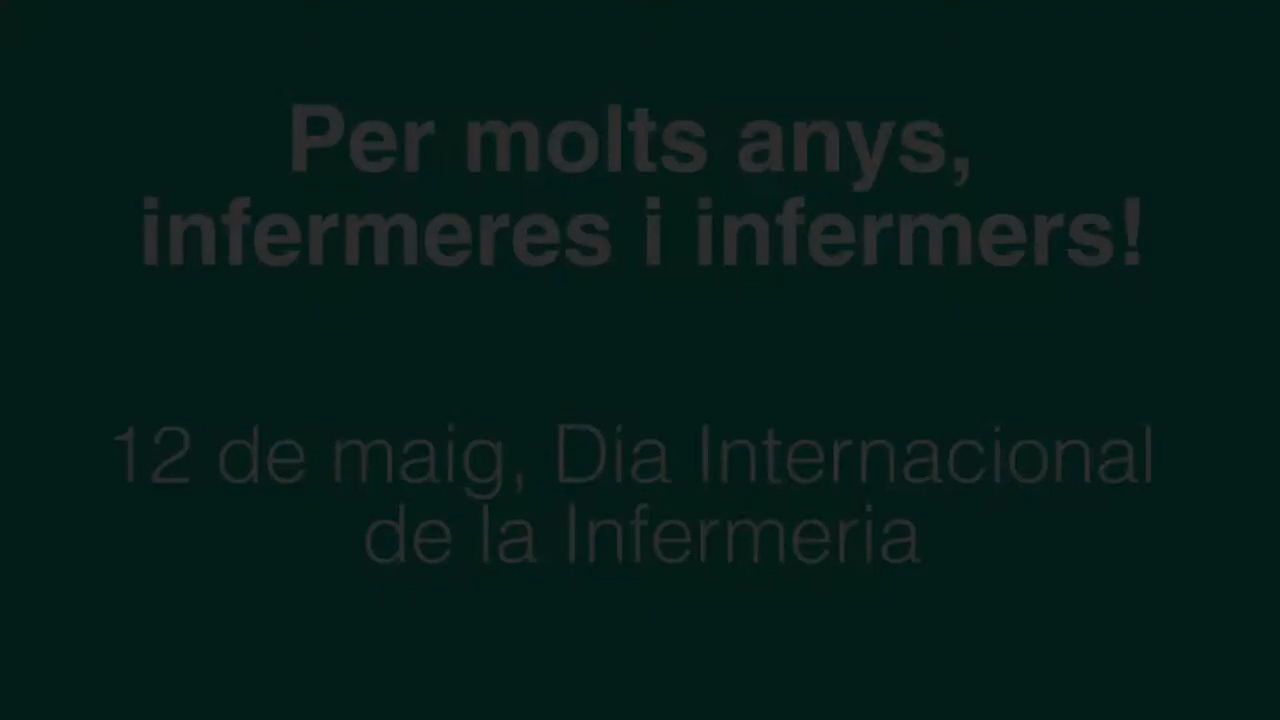 Per molts anys,
infermeres i infermers!
12 de maig, Dia Internacional
de la Infermeria